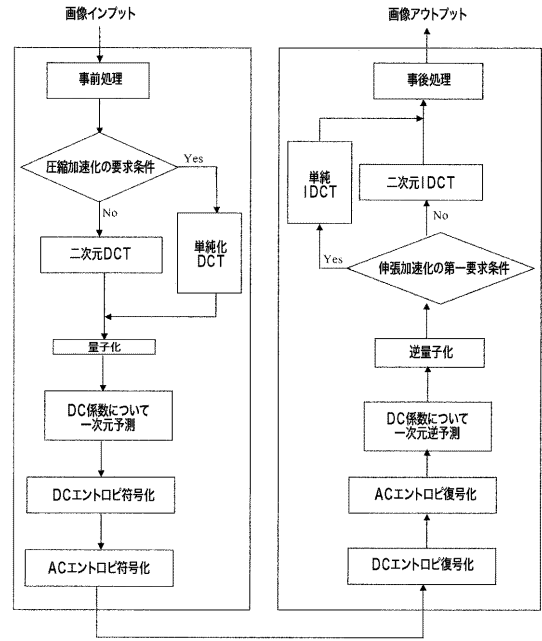 画像インプット
事前処理
圧縮加速化の要求条件
Yes
No
二次元DCT
単純化
DCT
量子化
DC係数について
一次元予測
DCエントロピ符号化
ACエントロピ符号化
画像アウトプット
事後処理
単純
IDCT
二次元IDCT
No
Yes
伸張加速化の第一要求条件
逆量子化
DC係数について
一次元逆予測
ACエントロピ復号化
DCエントロピ復号化